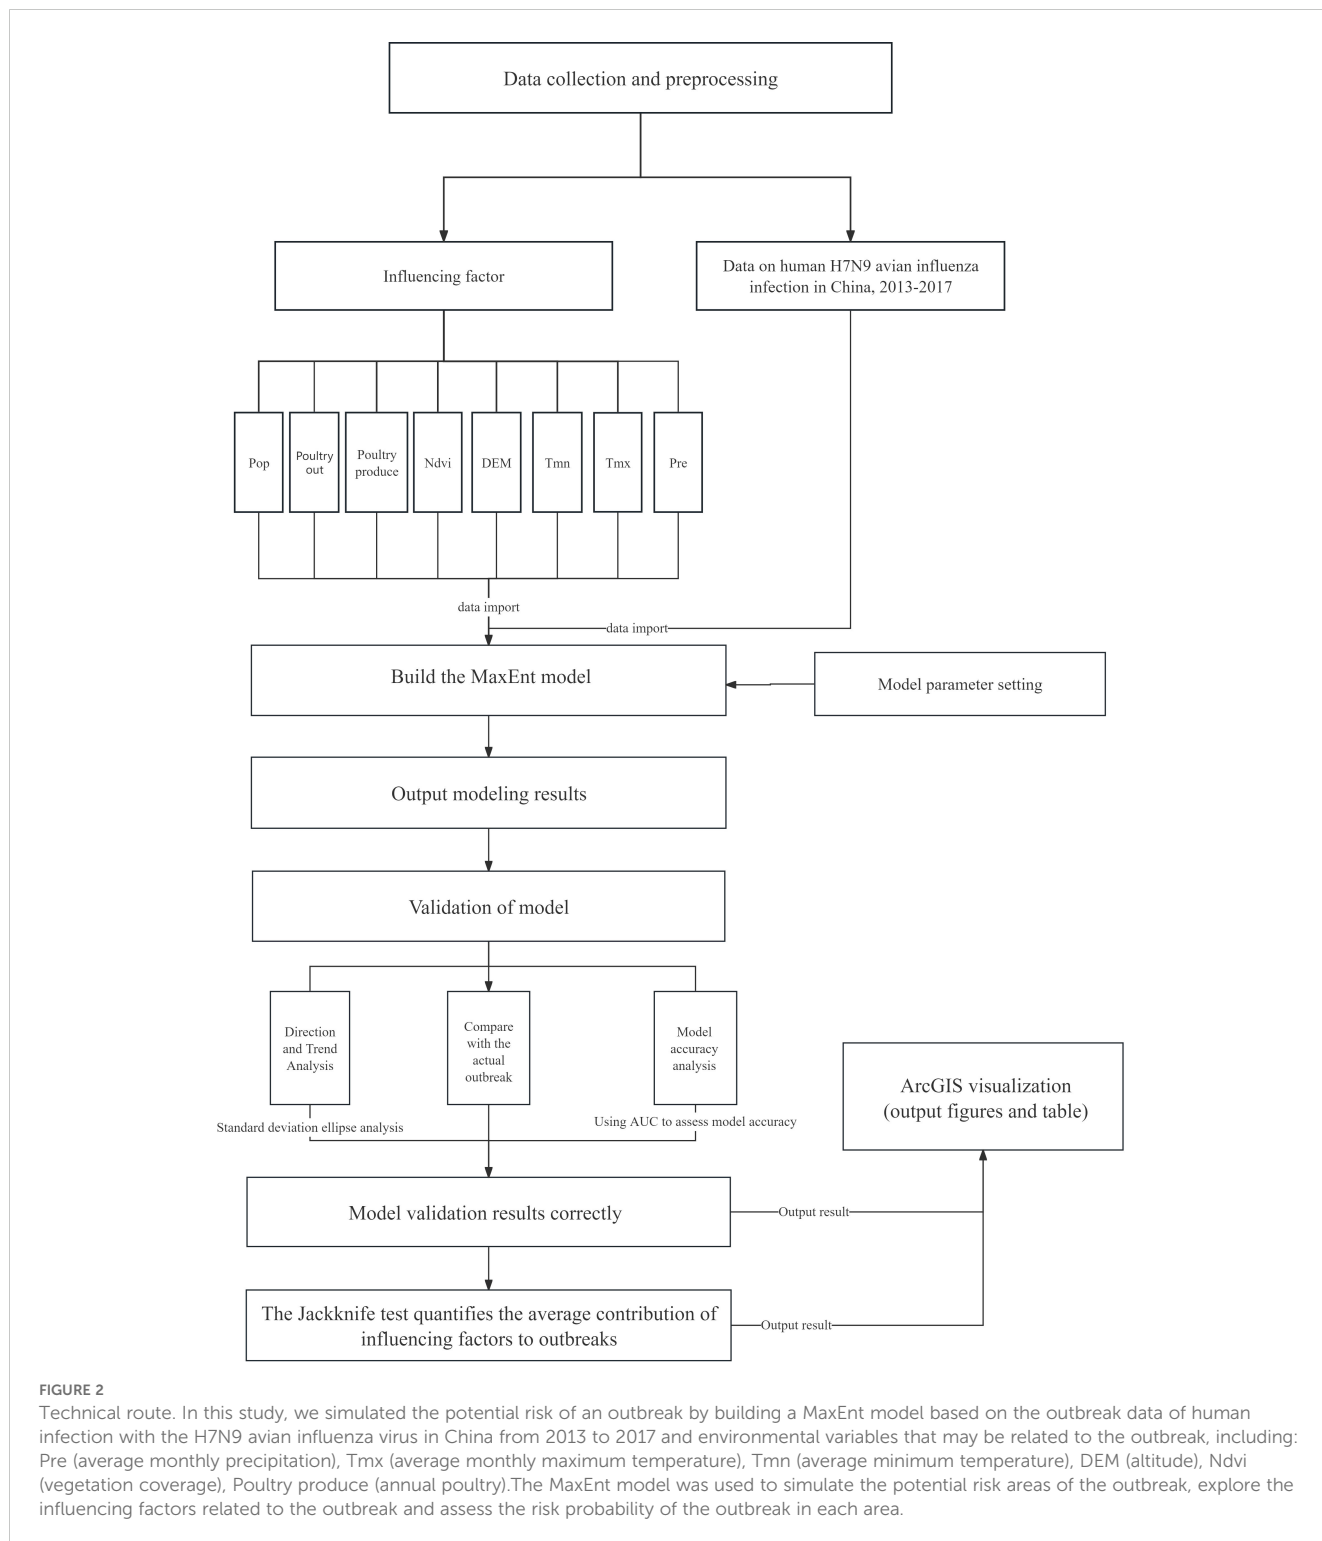 Data collection and preprocessing
Influencing factor
Data on human H7N9 avian influenza
infection in China, 2013-2017
Pop
Poultry
out
Poultry
produce
Ndvi
DEM
Tmn
Tmx
Pre
data import
data import
Build the MaxEnt model
Model parameter setting
Output modeling results
Validation of model
Direction
and Trend
Analysis
Compare
with the
actual
outbreak
Model
accuracy
analysis
Standard deviation ellipse analysis
Using AUC to assess model accuracy
ArcGIS visualization
(output figures and table)
Model validation results correctly
Output result
The Jackknife test quantifies the average contribution of
influencing factors to outbreaks
Output result
FIGURE 2
Technical route. In this study, we simulated the potential risk of an outbreak by building a MaxEnt model based on the outbreak data of human
infection with the H7N9 avian influenza virus in China from 2013 to 2017 and environmental variables that may be related to the outbreak, including:
Pre (average monthly precipitation), Tmx (average monthly maximum temperature), Tmn (average minimum temperature), DEM (altitude), Ndvi
(vegetation coverage), Poultry produce (annual poultry).The MaxEnt model was used to simulate the potential risk areas of the outbreak, explore the
influencing factors related to the outbreak and assess the risk probability of the outbreak in each area.